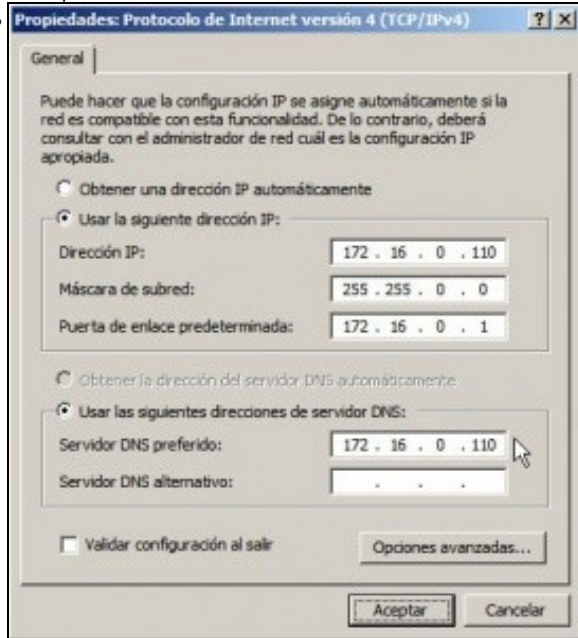 Propiedades: Protocolo de Internet versión 4 (TCP/IPv4)
General
Puede hacer que la configuración IP se asigne automáticamente si la
red es compatible con esta funcionalidad. De lo contrario, deberá
consultar con el administrador de red cuál es la configuración IP
apropiada.
Obtener una dirección IP automáticamente
Usar la siguiente dirección IP:
Dirección IP: 172 . 16 . 0 . 110
Máscara de subred: 255 . 255 . 0 . 0
Puerta de enlace predeterminada: 172 . 16 . 0 . 1
Obtener la dirección del servidor DNS automáticamente
Usar las siguientes direcciones de servidor DNS:
Servidor DNS preferido: 172 . 16 . 0 . 110
Servidor DNS alternativo: . . .
Validar configuración al salir
Opciones avanzadas...
Aceptar Cancelar